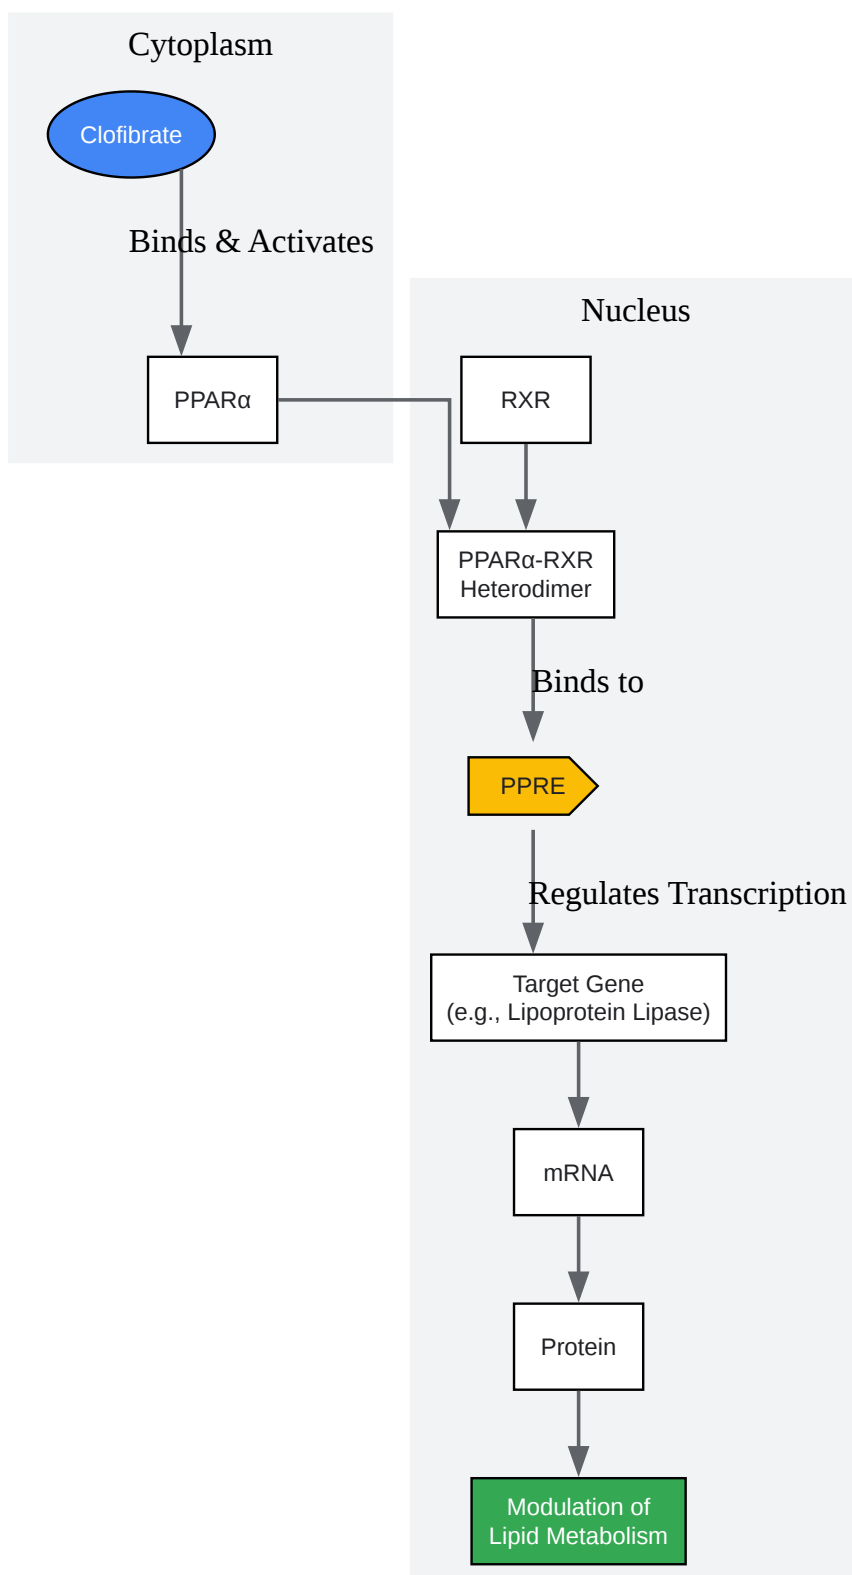 Cytoplasm
Clofibrate
Binds & Activates
Nucleus
PPARα
RXR
PPARα-RXR
Heterodimer
Binds to
PPRE
Regulates Transcription
Target Gene
(e.g., Lipoprotein Lipase)
mRNA
Protein
Modulation of
Lipid Metabolism